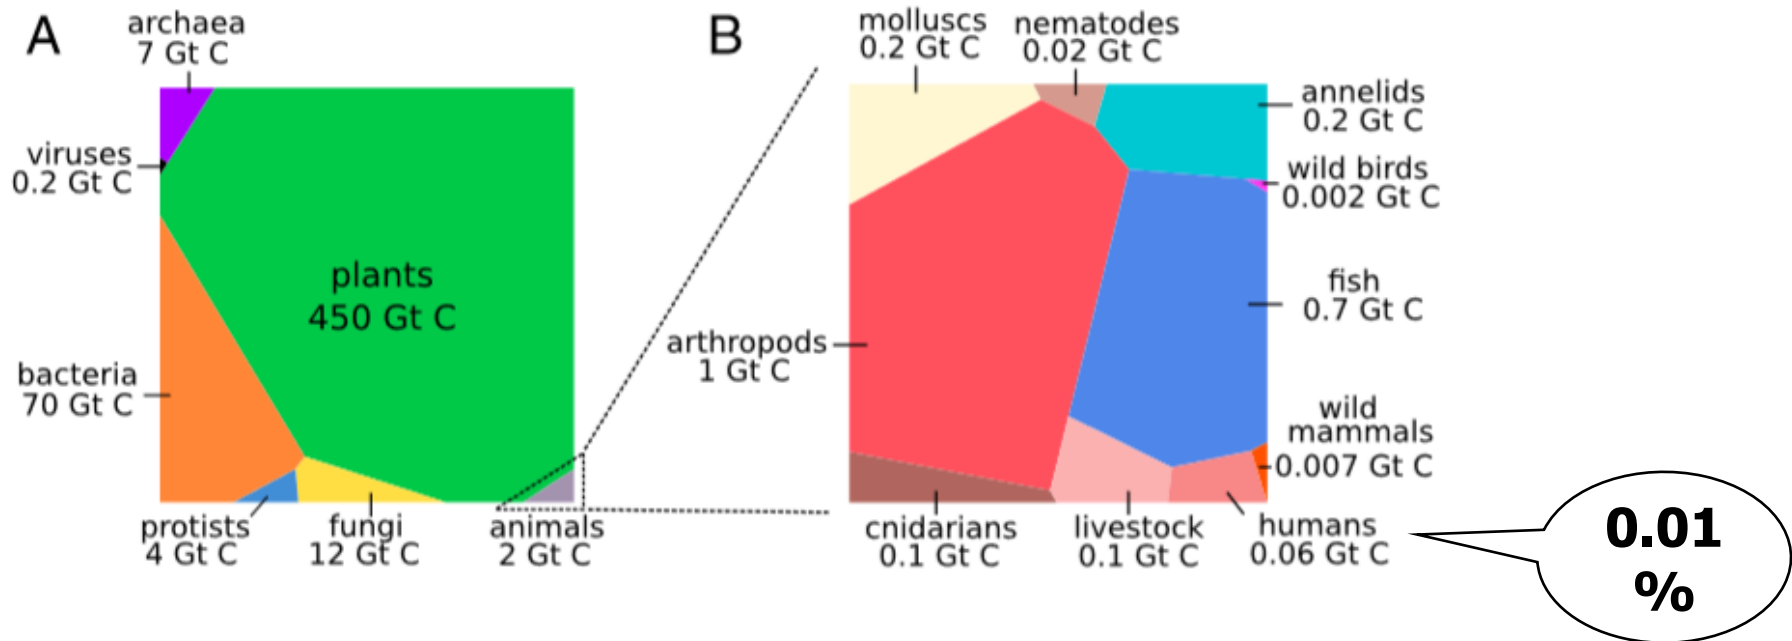 A
archaea
7 Gt C
viruses
0.2 Gt C
plants
450 Gt C
bacteria
70 Gt C
protists
4 Gt C
fungi
12 Gt C
animals
2 Gt C
B
molluscs
0.2 Gt C
nematodes
0.02 Gt C
annelids
0.2 Gt C
wild birds
0.002 Gt C
fish
0.7 Gt C
arthropods
1 Gt C
wild
mammals
0.007 Gt C
cnidarians
0.1 Gt C
livestock
0.1 Gt C
humans
0.06 Gt C
0.01
%